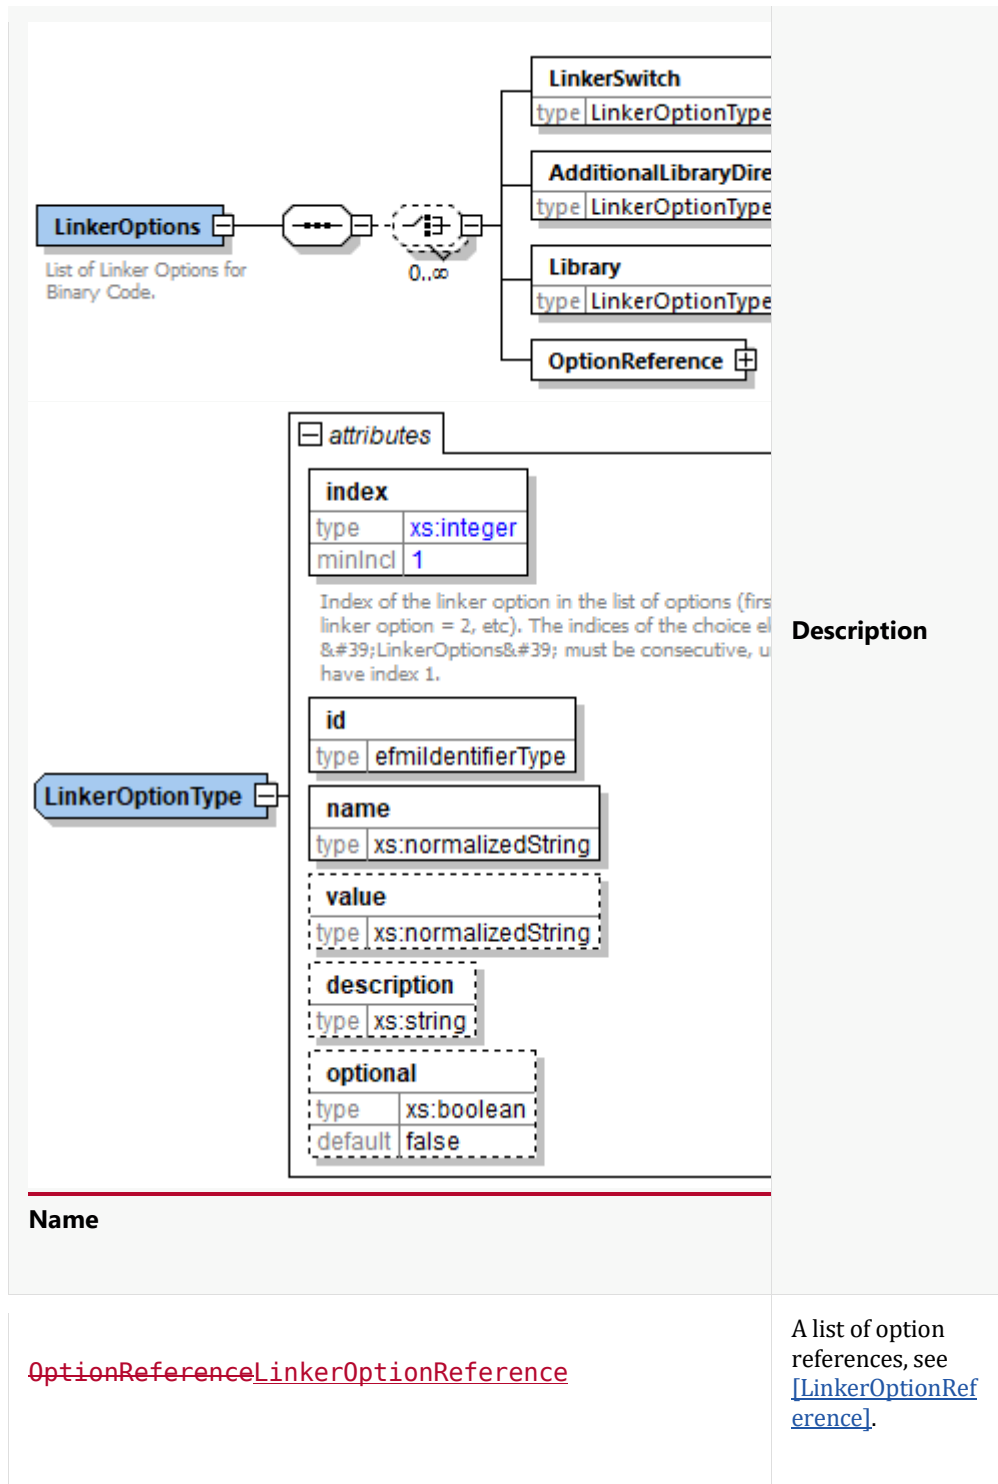 LinkerSwitch
type LinkerOptionType
AdditionalLibraryDire
type LinkerOptionType
LinkerOptions
List of Linker Options for
Binary Code.
0..∞
Library
type LinkerOptionType
OptionReference
attributes
index
type xs:integer
minIncl 1
Index of the linker option in the list of options (firs
linker option = 2, etc). The indices of the choice el
&#39;LinkerOptions&#39; must be consecutive, u
have index 1.
Description
id
type efmiIdentifierType
LinkerOptionType
name
type xs:normalizedString
value
type xs:normalizedString
description
type xs:string
optional
type xs:boolean
default false
Name
OptionReferenceLinkerOptionReference
A list of option
references, see
[LinkerOptionRef
erence].